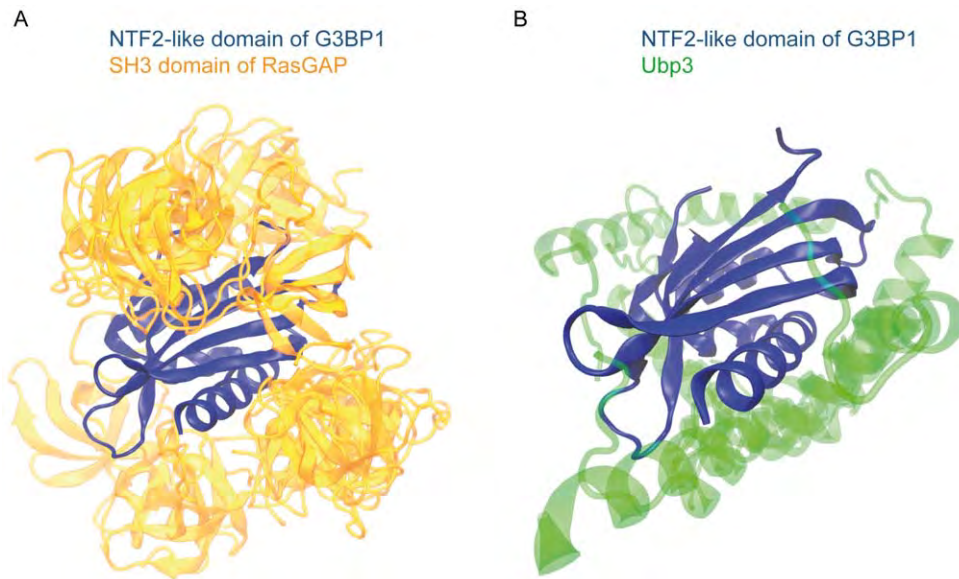 A
NTF2-like domain of G3BP1
SH3 domain of RasGAP
B
NTF2-like domain of G3BP1
Ubp3